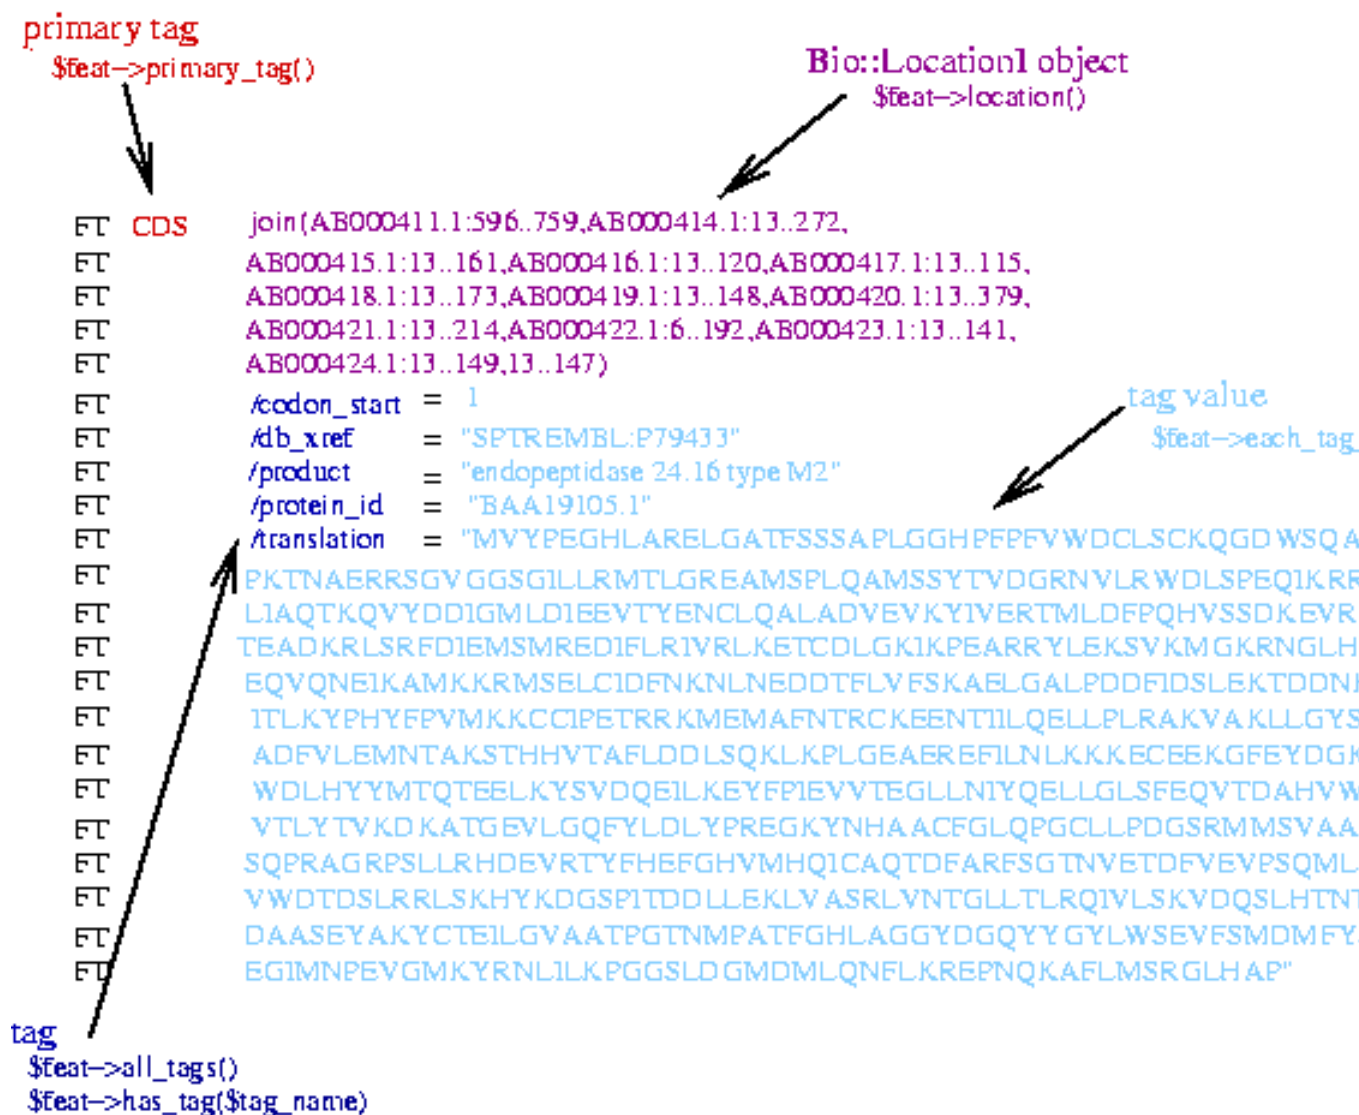 primary tag
$feat->primary_tag()
Bio::Location1 object
$feat->location()
FT CDS join(AB000411.1:596..759,AB000414.1:13..272,
FT AB000415.1:13..161,AB000416.1:13..120,AB000417.1:13..115,
FT AB000418.1:13..173,AB000419.1:13..148,AB000420.1:13..379,
FT AB000421.1:13..214,AB000422.1:6..192,AB000423.1:13..141,
FT AB000424.1:13..149,13..147)
FT /codon_start = 1
tag value
FT /db_xref = "SPTREMBL:P79433"
$feat->each_tag_
FT /product = "endopeptidase 24.16 type M2"
FT /protein_id = "BAA19105.1"
FT /translation = "MVYPEGHLARELGATFSSSAPLGGHPFPFVWDCLSCKQGDWSQA
FT PKTNAERRSGVGGSGILLRMTLGREAMSPLQAMSSYTVDGRNVLRWDLSPEQIKRR
FT LIAQTKQVYDDIGMLDIEEVTYENCLQALADVEVKYIVERTMLDFPQHVSSDKEVR
FT TEADKRLSRFDIEMSMREDIFLRIVRLKETCDLGKIKPEARRYLEKSVKMGKRNGLH
FT EQVQNEIKAMKKRMSELCIDFNKNLNEDDTFLVFSKAELGALPDDFIDSLEKTDDN
FT ITLKYPHYFPVMKKCCIPETRRKMEMAFNTRCKEENTIILQELLPLRAKVAKLLGYS
FT ADFVLEMNTAKSTHHVTAFLDDLSQKLKPLGEAEREFILNLKKKECEEKGFEYDGK
FT WDLHYYMTQTEELKYSVDQEILKEYFPIEVVTEGLLNIYQELLGLSFEQVTDAHVW
FT VTLYTVKDKATGEVLGQFYLDLYPREGKYNHAACFGLQPGCLLPDGSRMMSVAA
FT SQPRAGRPSLLRHDEVRTYFHEFGHVMHQICAQTDFARFSGTNVETDFVEVPSQML
FT VWDTDSLRRLSKHYKDGSPITDDLLEKLVASRLVNTGLLTLRQIVLSKVDQSLHTNT
FT DAASEYAKYCTEILGVAATPGTNMPATFGHLAGGYDGQYYGYLWSEVFSMDMFY
FT EGIMNPEVGMKYRNLILKPGGSLDGMDMLQNFLKREPNQKAFLMSRGLHAP"
tag
$feat->all_tags()
$feat->has_tag($tag_name)